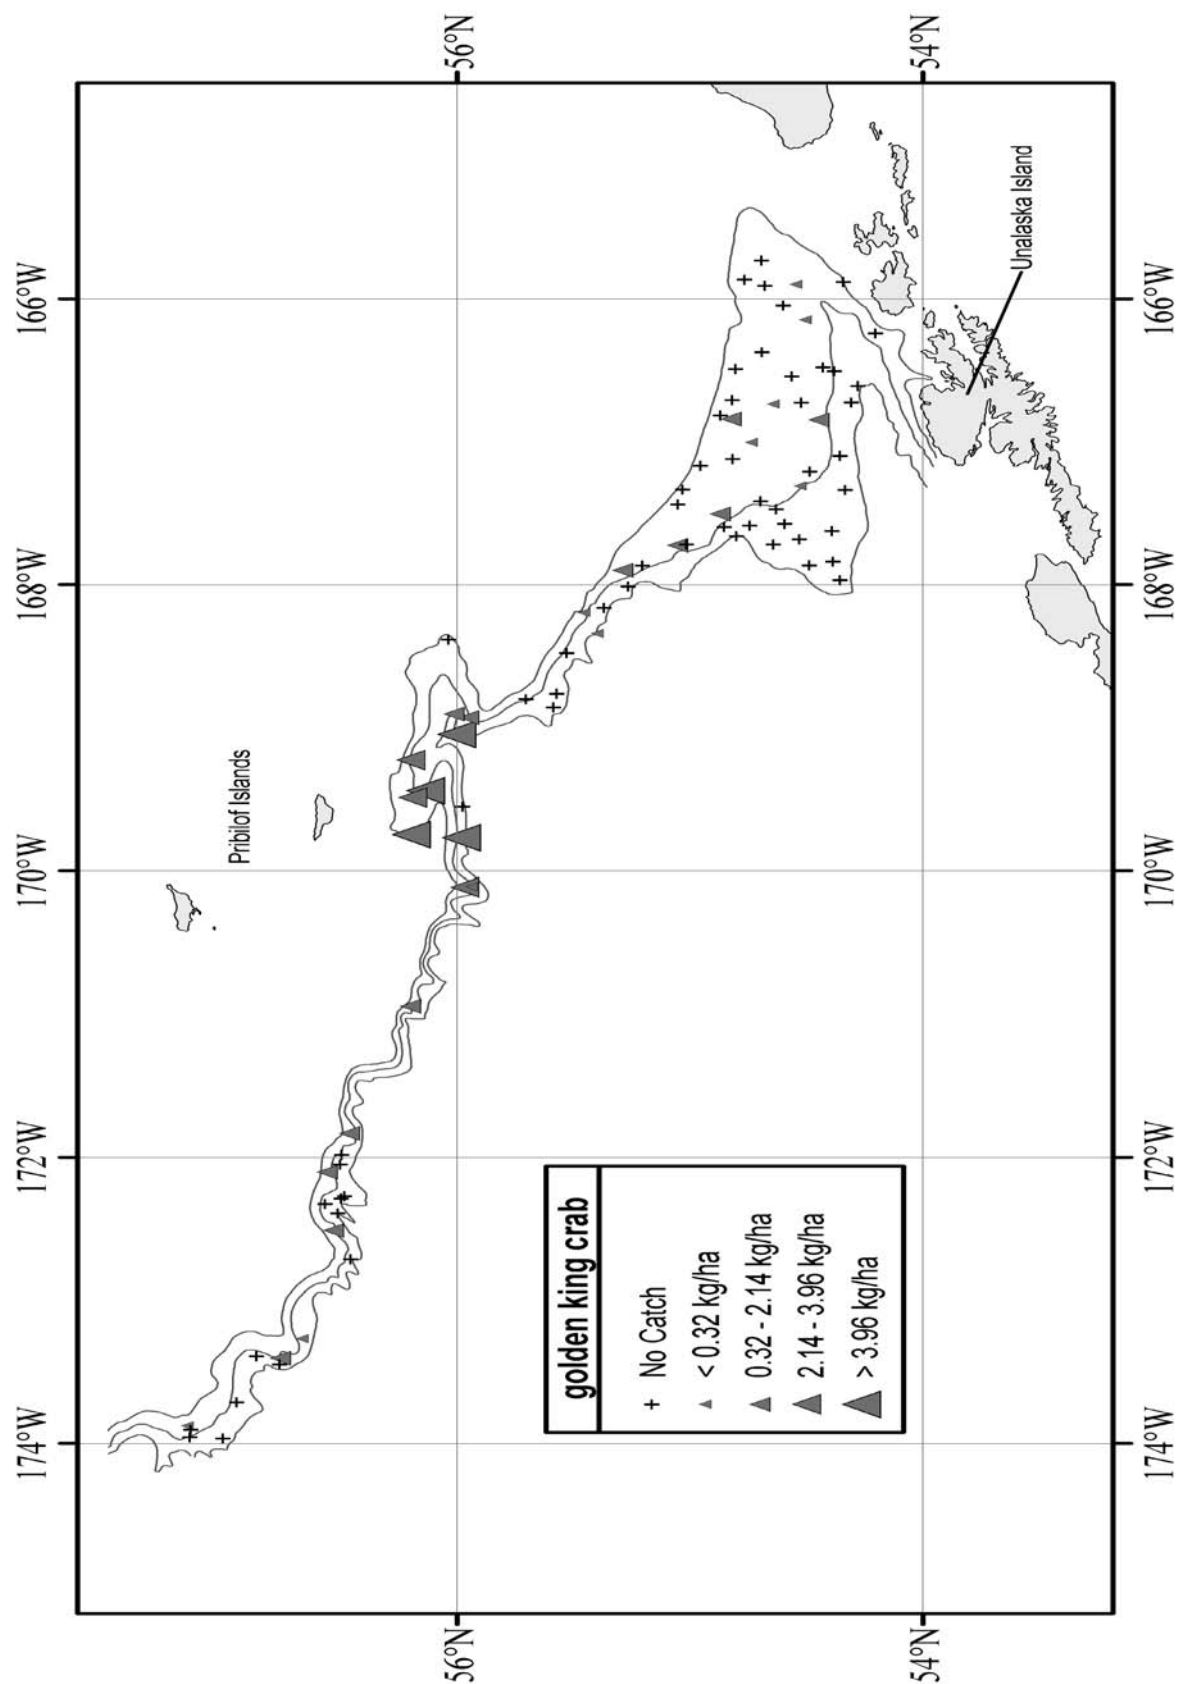 174°W
172°W
170°W
168°W
166°W
56°N
56°N
54°N
54°N
Pribilof Islands
Unalaska Island
golden king crab
No Catch
< 0.32 kg/ha
0.32 - 2.14 kg/ha
2.14 - 3.96 kg/ha
> 3.96 kg/ha
174°W
172°W
170°W
168°W
166°W